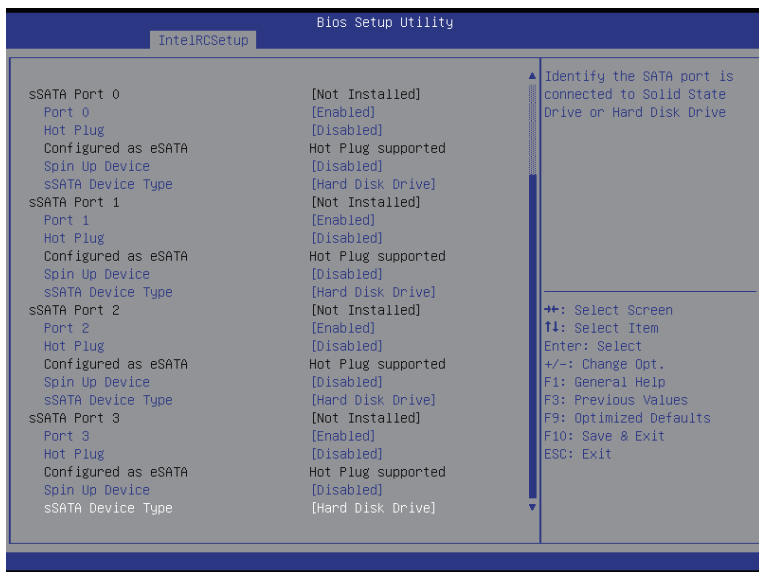 Bios Setup Utility
IntelRCSetup
sSATA Port 0 [Not Installed]
Port 0 [Enabled]
Hot Plug [Disabled]
Configured as eSATA Hot Plug supported
Spin Up Device [Disabled]
sSATA Device Type [Hard Disk Drive]
sSATA Port 1 [Not Installed]
Port 1 [Enabled]
Hot Plug [Disabled]
Configured as eSATA Hot Plug supported
Spin Up Device [Disabled]
sSATA Device Type [Hard Disk Drive]
sSATA Port 2 [Not Installed]
Port 2 [Enabled]
Hot Plug [Disabled]
Configured as eSATA Hot Plug supported
Spin Up Device [Disabled]
sSATA Device Type [Hard Disk Drive]
sSATA Port 3 [Not Installed]
Port 3 [Enabled]
Hot Plug [Disabled]
Configured as eSATA Hot Plug supported
Spin Up Device [Disabled]
sSATA Device Type [Hard Disk Drive]
Identify the SATA port is
connected to Solid State
Drive or Hard Disk Drive
→←: Select Screen
↑↓: Select Item
Enter: Select
+/-: Change Opt.
F1: General Help
F3: Previous Values
F9: Optimized Defaults
F10: Save & Exit
ESC: Exit